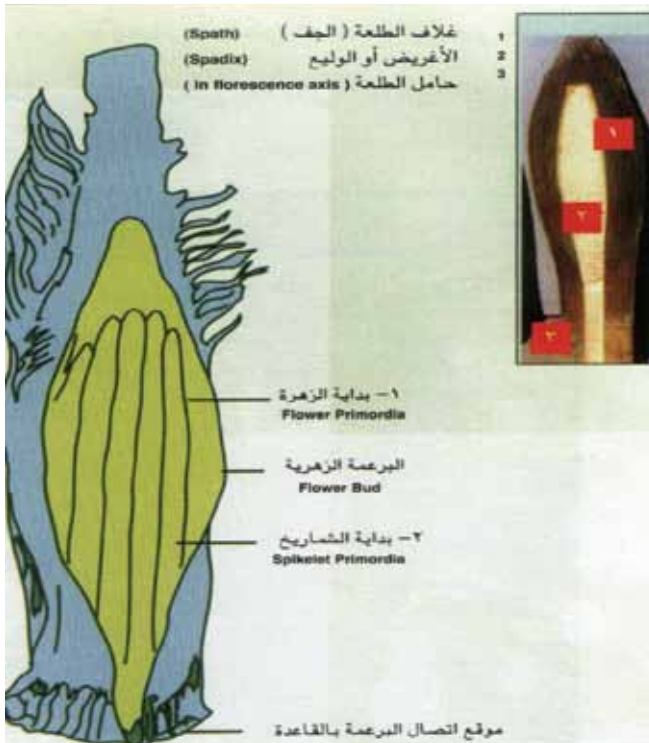 1 غلاف الطلعة ( الجف ) (Spath)
2 الأغريض أو الوليع (Spadix)
3 حامل الطلعة ( In florescence axis )
١
٢
٣
١- بداية الزهرة
Flower Primordia
البرعمة الزهرية
Flower Bud
٢- بداية الشماريخ
Spikelet Primordia
موقع اتصال البرعمة بالقاعدة